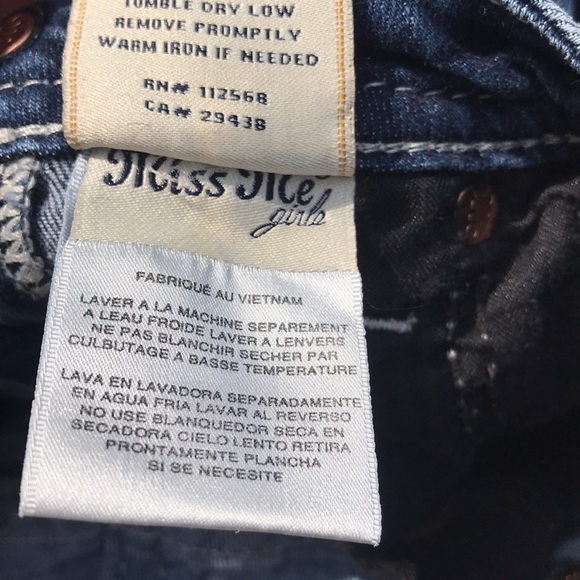 TUMBLE DRY LOW
REMOVE PROMPTLY
WARM IRON IF NEEDED
RN# 112568
CA# 29438
Miss Me
girls
FABRIQUÉ AU VIETNAM
LAVER A LA MACHINE SEPAREMENT
A LEAU FROIDE LAVER A LENVERS
NE PAS BLANCHIR SECHER PAR
CULBUTAGE A BASSE TEMPERATURE
LAVA EN LAVADORA SEPARADAMENTE
EN AGUA FRIA LAVAR AL REVERSO
NO USE BLANQUEDOR SECA EN
SECADORA CIELO LENTO RETIRA
PRONTAMENTE PLANCHA
SI SE NECESITE